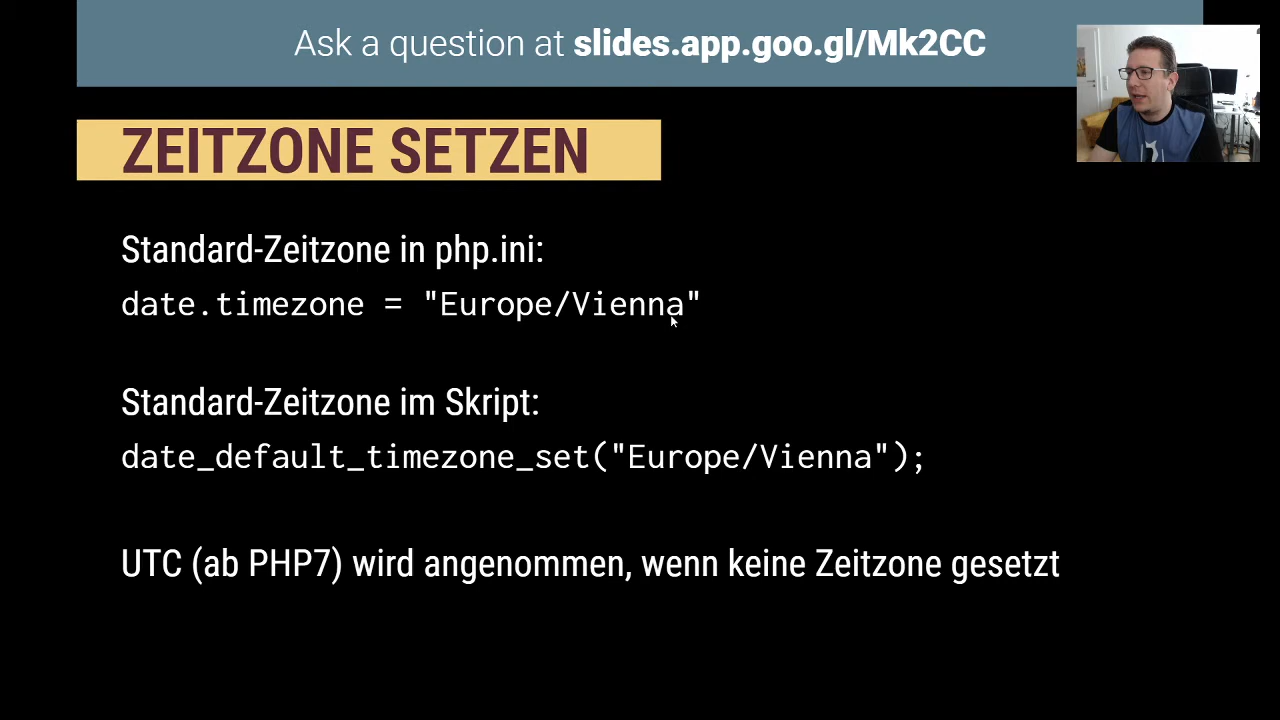 Ask a question at slides.app.goo.gl/Mk2CC
ZEITZONE SETZEN
Standard-Zeitzone in php.ini:
date.timezone = "Europe/Vienna"
Standard-Zeitzone im Skript:
date_default_timezone_set("Europe/Vienna");
UTC (ab PHP7) wird angenommen, wenn keine Zeitzone gesetzt